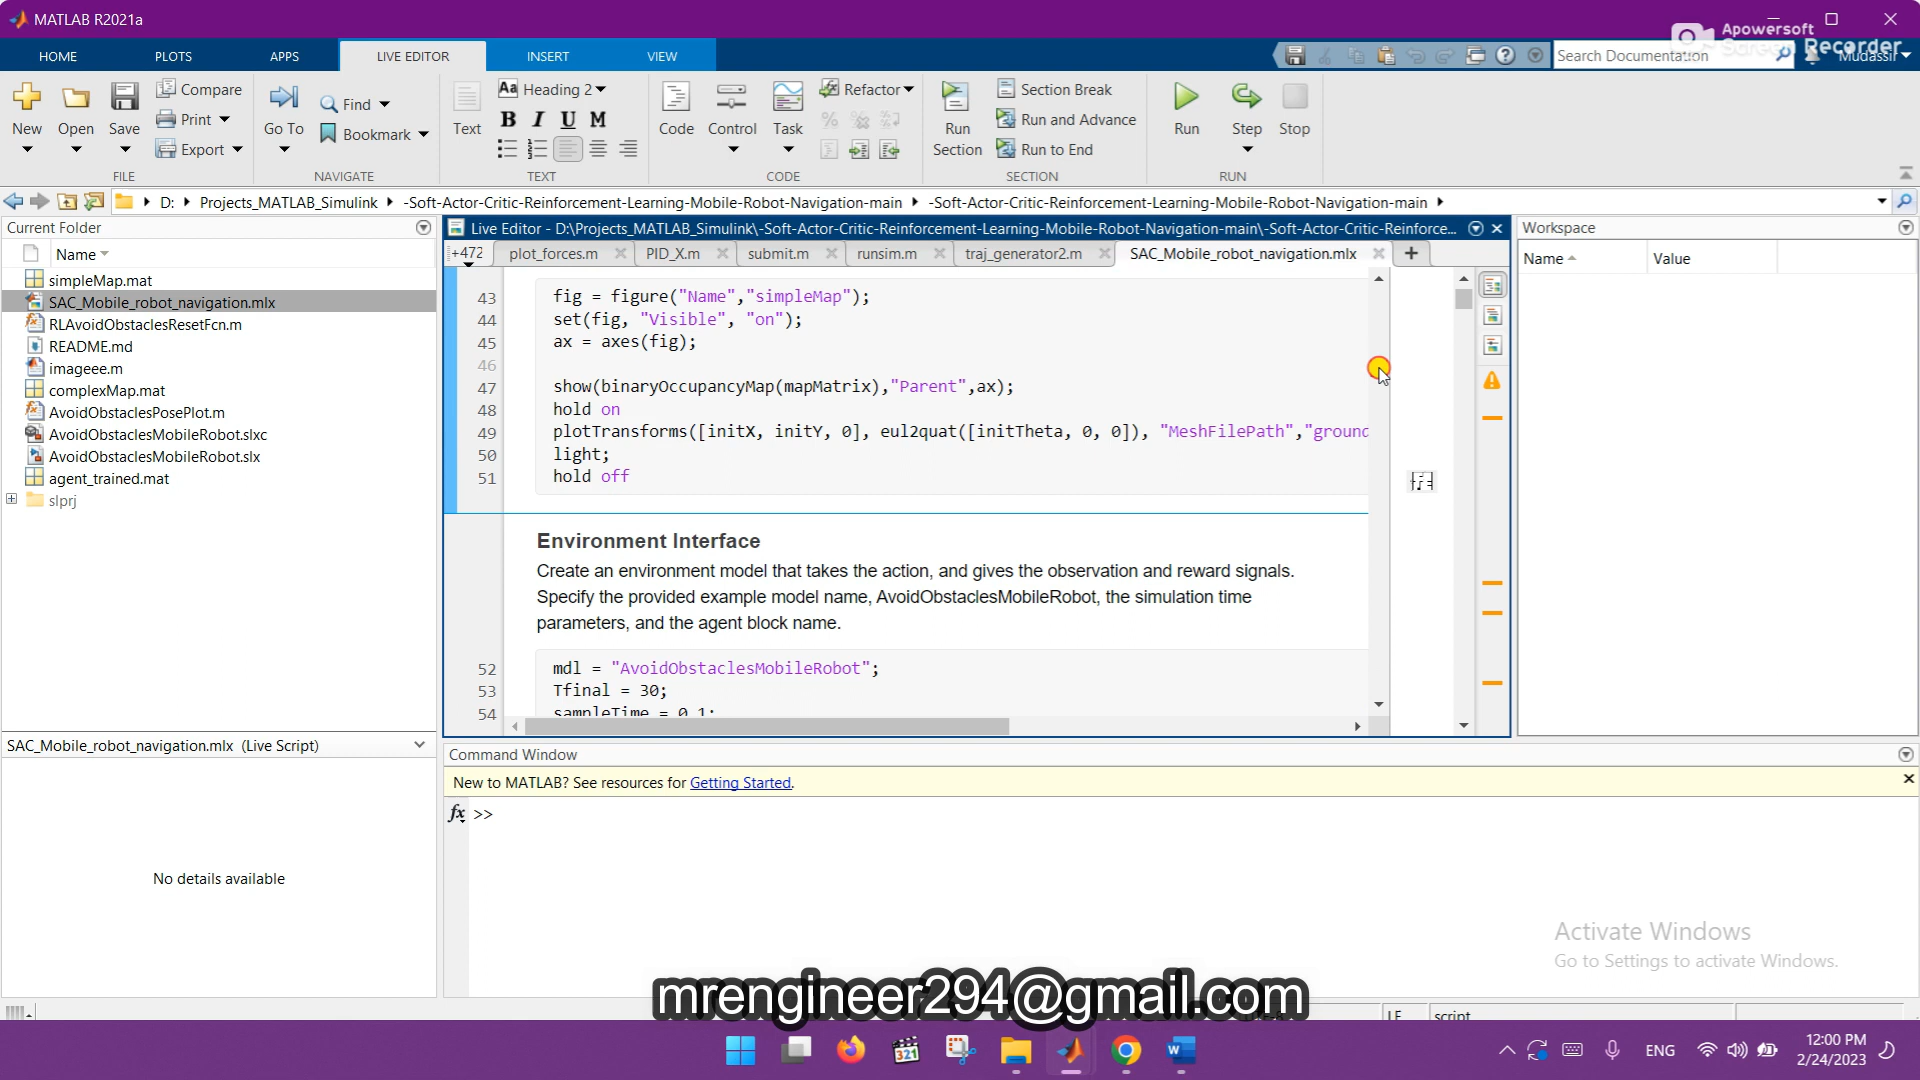 MATLAB R2021a
Apowersoft
Screen Recorder
HOME PLOTS APPS LIVE EDITOR INSERT VIEW
Search Documentation
Mudassir
New Open Save
Compare
Print
Export
FILE
Go To
Find
Bookmark
NAVIGATE
Text
Aa Heading 2
B I U M
TEXT
Code Control Task
Refactor
CODE
Run Section
Section Break
Run and Advance
Run to End
SECTION
Run Step Stop
RUN
D: Projects_MATLAB_Simulink -Soft-Actor-Critic-Reinforcement-Learning-Mobile-Robot-Navigation-main -Soft-Actor-Critic-Reinforcement-Learning-Mobile-Robot-Navigation-main
Current Folder
Name
simpleMap.mat
SAC_Mobile_robot_navigation.mlx
RLAvoidObstaclesResetFcn.m
README.md
imageee.m
complexMap.mat
AvoidObstaclesPosePlot.m
AvoidObstaclesMobileRobot.slxc
AvoidObstaclesMobileRobot.slx
agent_trained.mat
slprj
SAC_Mobile_robot_navigation.mlx (Live Script)
No details available
Live Editor - D:\Projects_MATLAB_Simulink\-Soft-Actor-Critic-Reinforcement-Learning-Mobile-Robot-Navigation-main\-Soft-Actor-Critic-Reinforce...
+472 plot_forces.m PID_X.m submit.m runsim.m traj_generator2.m SAC_Mobile_robot_navigation.mlx
43 fig = figure("Name","simpleMap");
44 set(fig, "Visible", "on");
45 ax = axes(fig);
46
47 show(binaryOccupancyMap(mapMatrix),"Parent",ax);
48 hold on
49 plotTransforms([initX, initY, 0], eul2quat([initTheta, 0, 0]), "MeshFilePath","ground
50 light;
51 hold off
Environment Interface
Create an environment model that takes the action, and gives the observation and reward signals.
Specify the provided example model name, AvoidObstaclesMobileRobot, the simulation time
parameters, and the agent block name.
52 mdl = "AvoidObstaclesMobileRobot";
53 Tfinal = 30;
54 sampleTime = 0.1;
Workspace
Name Value
Command Window
New to MATLAB? See resources for Getting Started.
fx >>
Activate Windows
Go to Settings to activate Windows.
mrengineer294@gmail.com
LF script
321
ENG
12:00 PM
2/24/2023